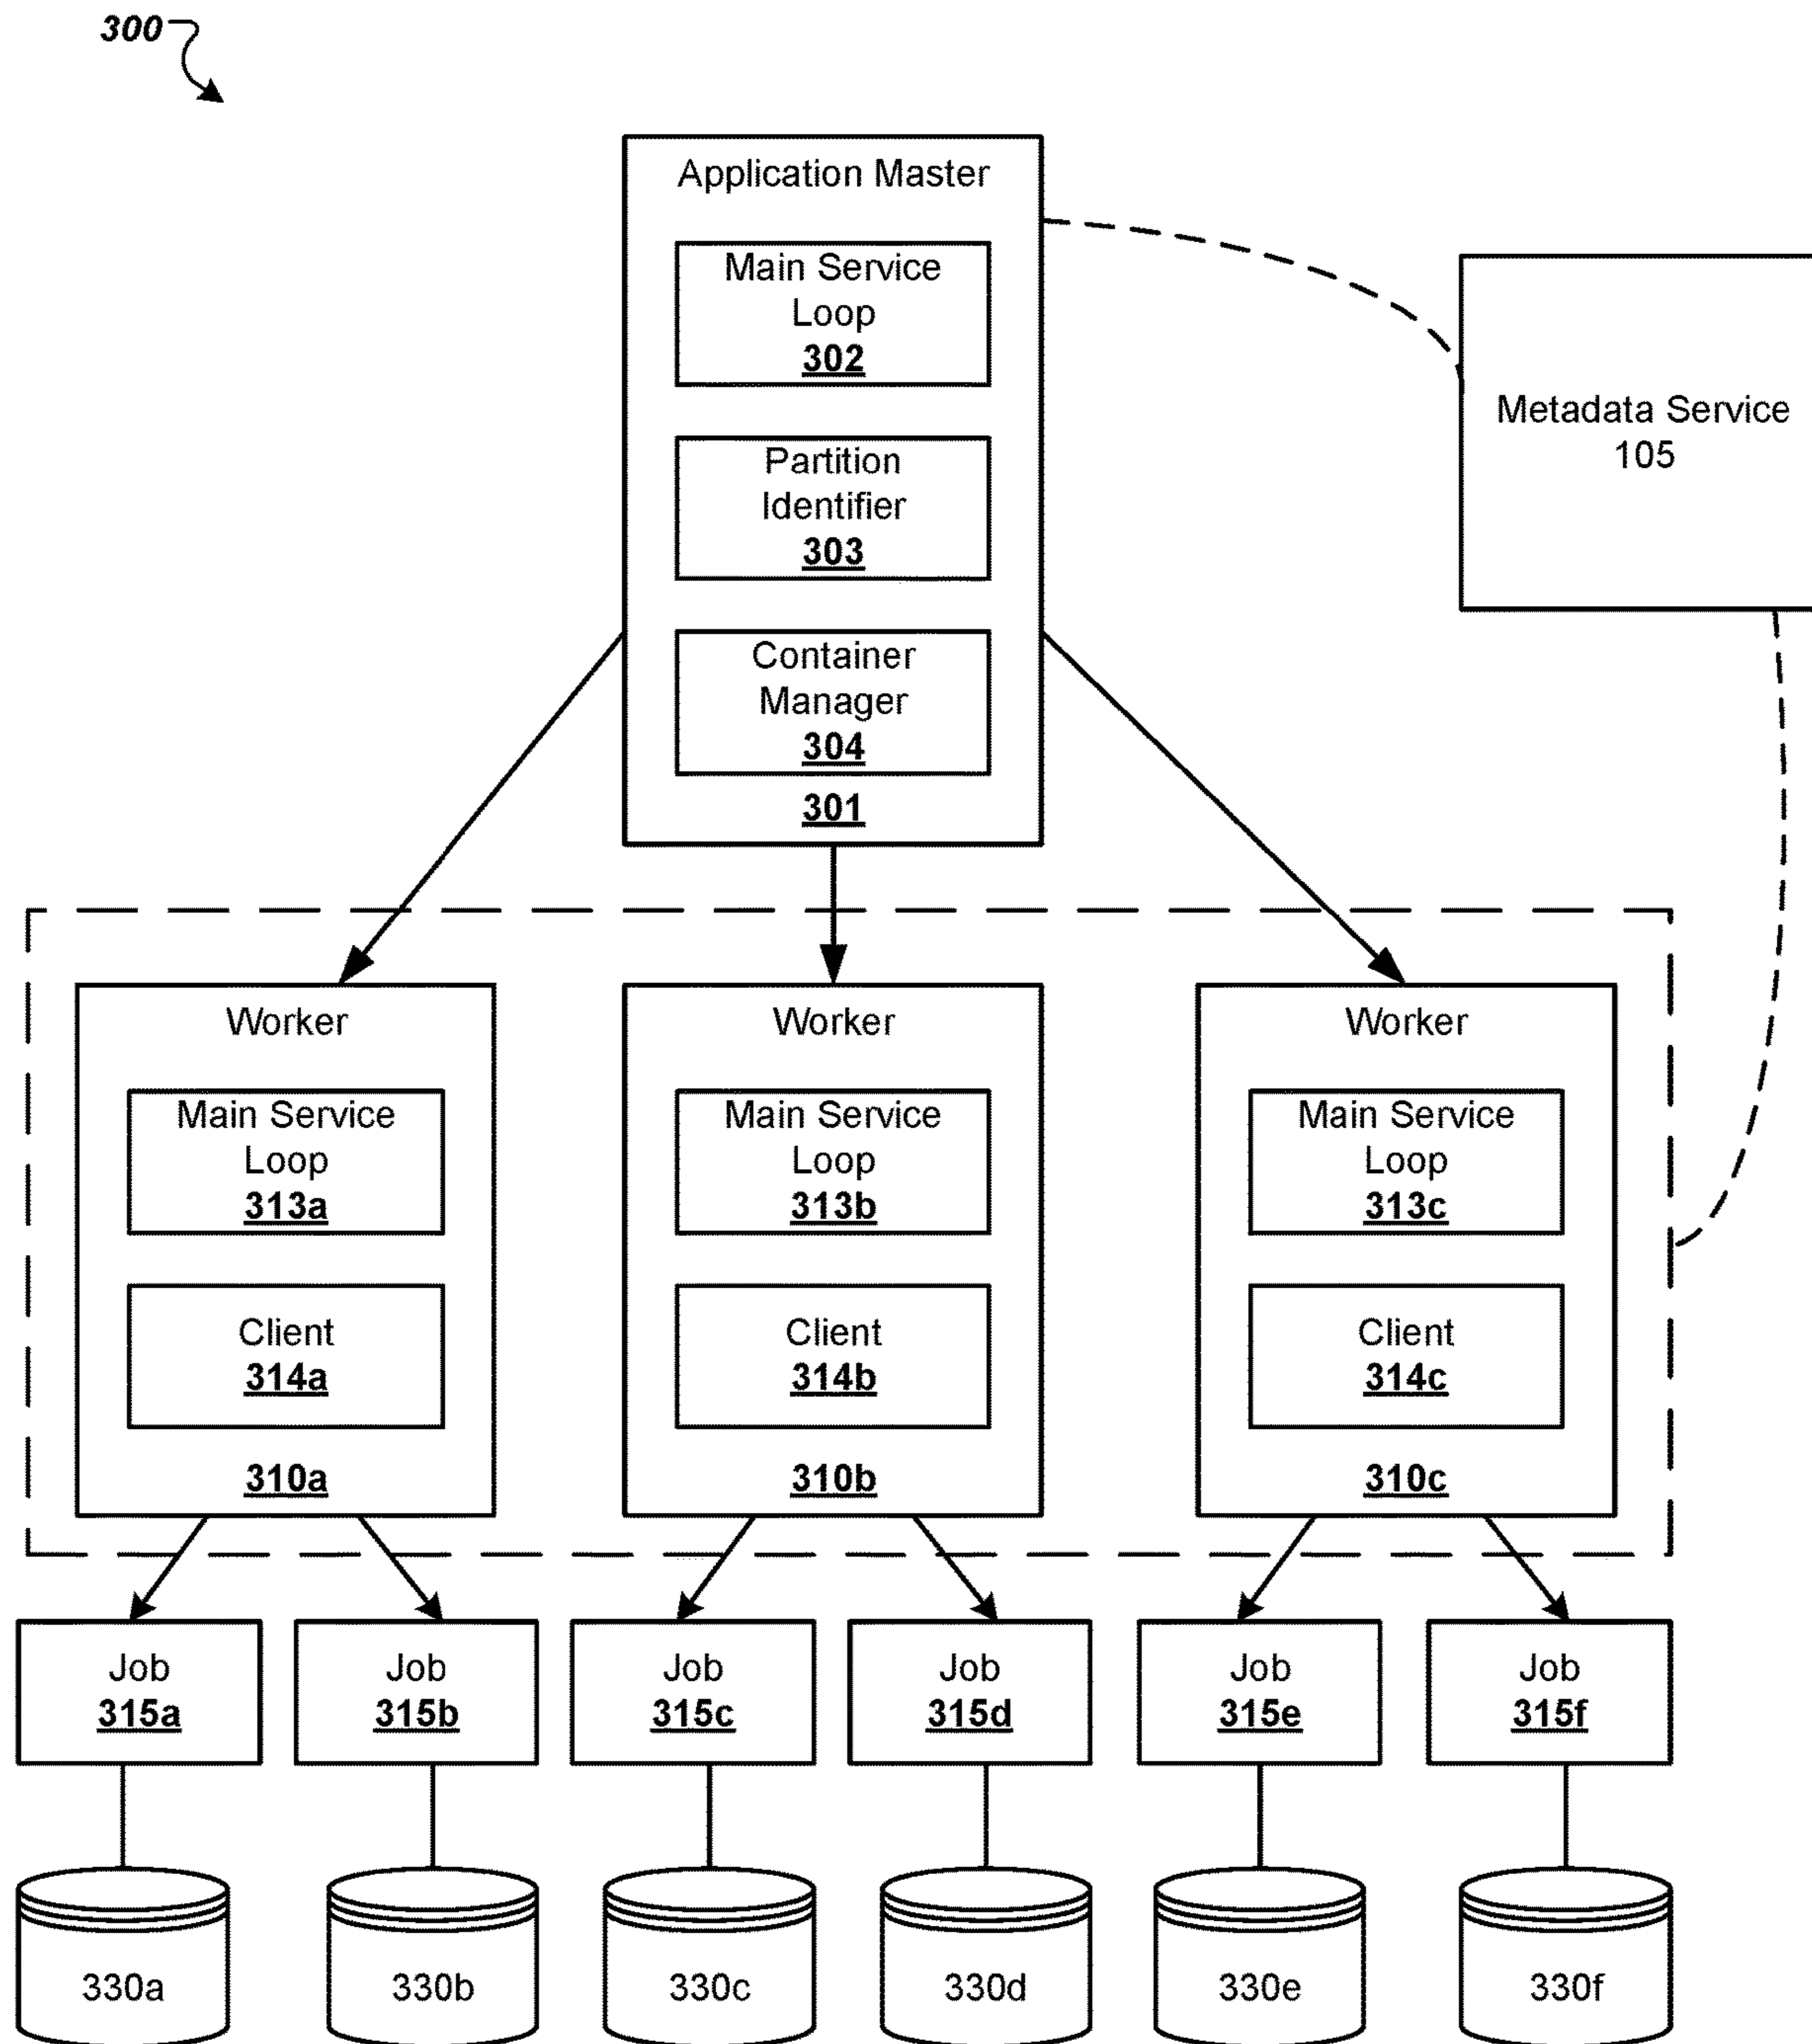 300
Application Master
Main Service
Loop
302
Partition
Identifier
303
Container
Manager
304
301
Metadata Service
105
Worker
Main Service
Loop
313a
Client
314a
310a
Worker
Main Service
Loop
313b
Client
314b
310b
Worker
Main Service
Loop
313c
Client
314c
310c
Job
315a
Job
315b
Job
315c
Job
315d
Job
315e
Job
315f
330a
330b
330c
330d
330e
330f